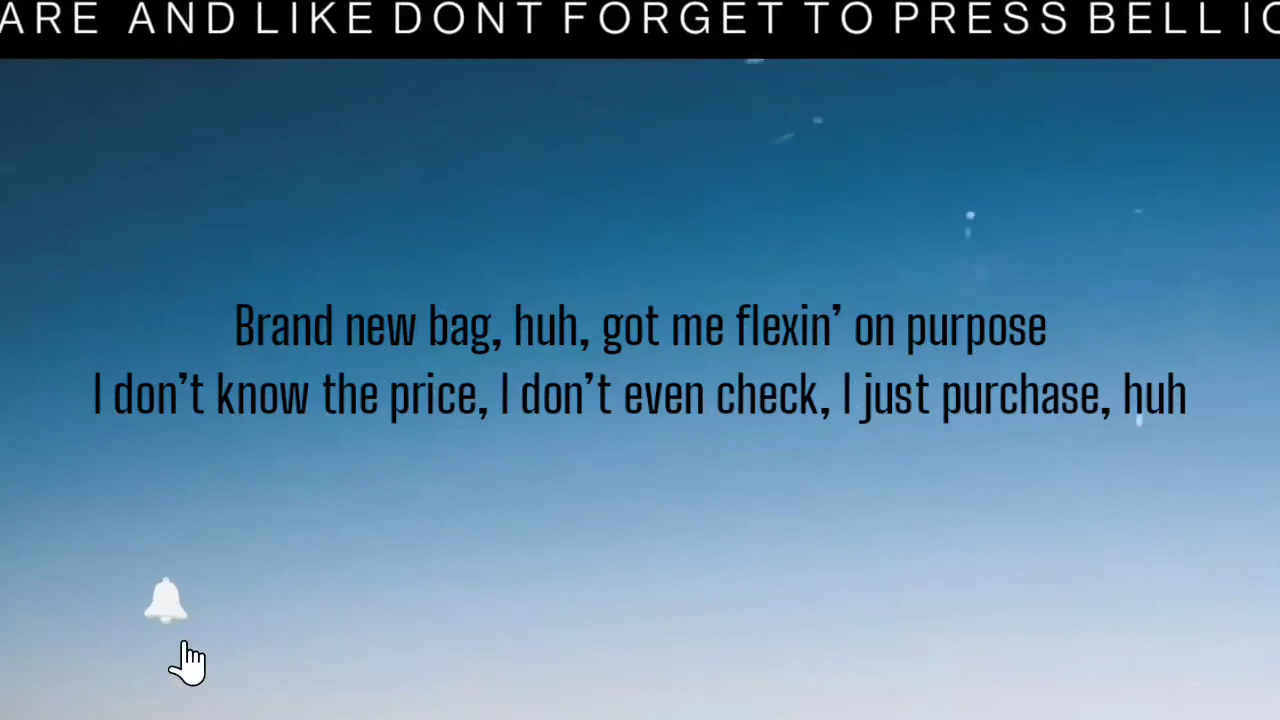 ARE AND LIKE DONT FORGET TO PRESS BELL
Brand new bag, huh, got me flexin’ on purpose
I don’t know the price, I don’t even check, I just purchase, huh